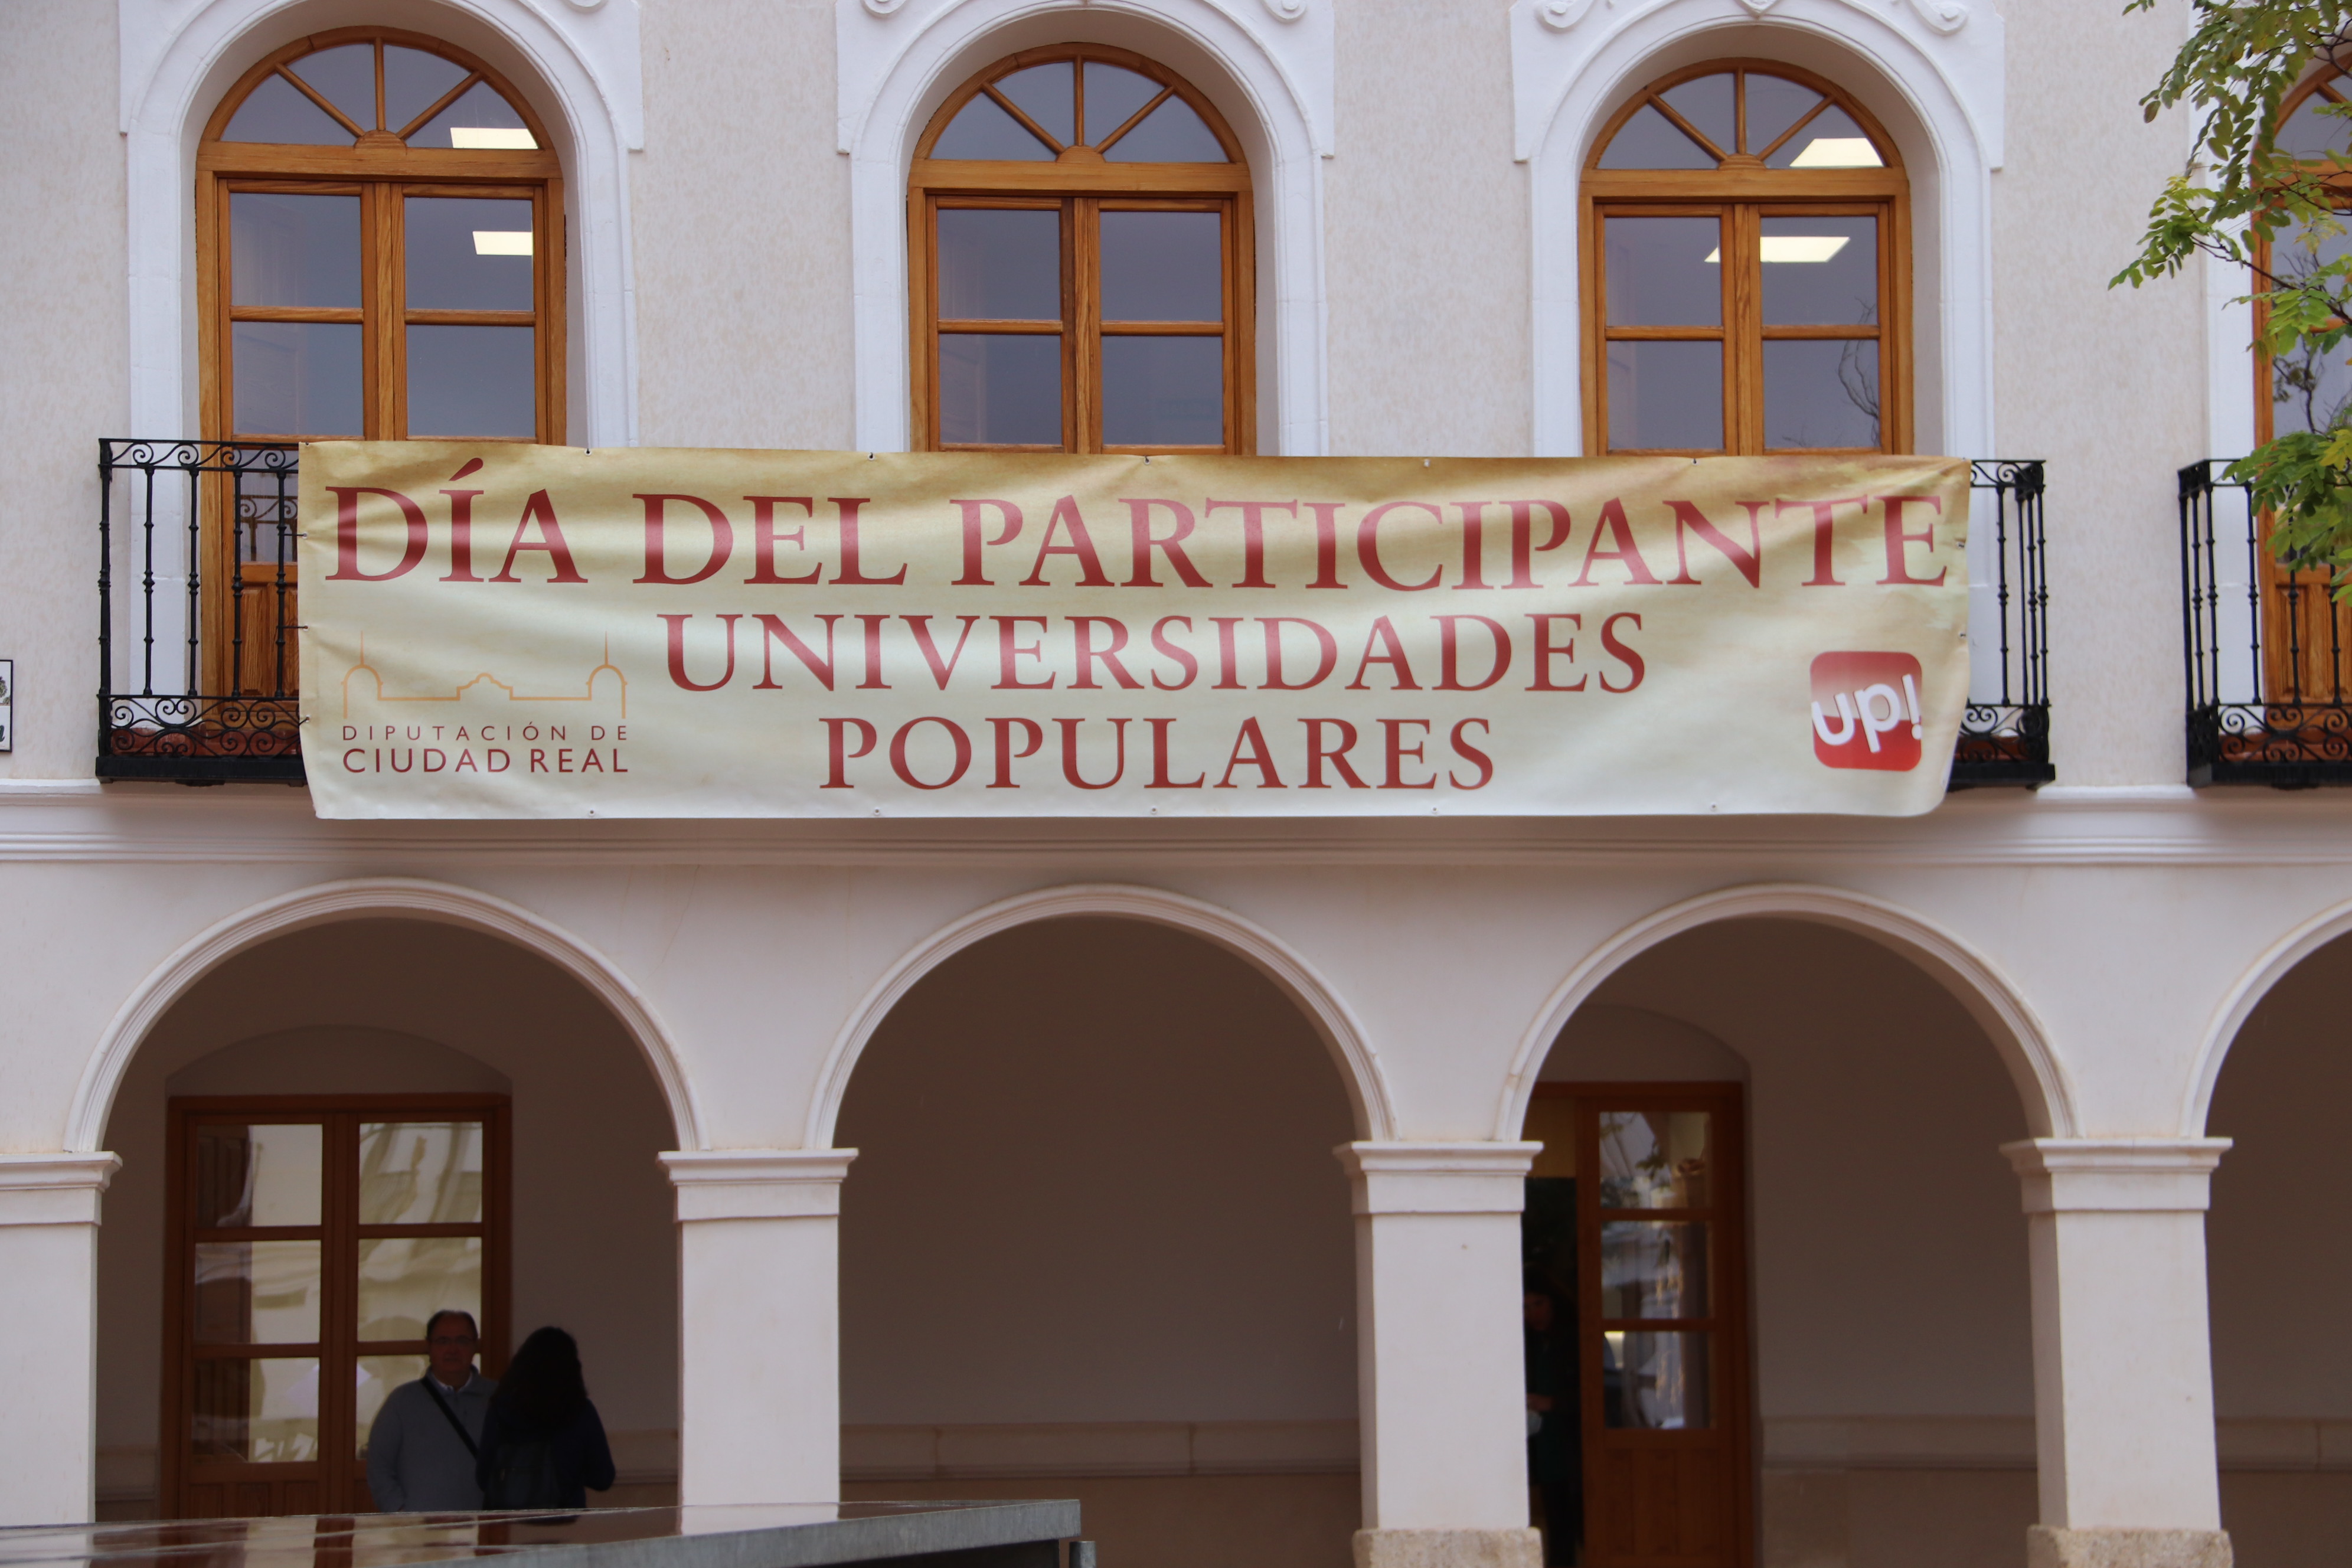 DÍA DEL PARTICIPANTE
UNIVERSIDADES
POPULARES
DIPUTACIÓN DE
CIUDAD REAL
up!